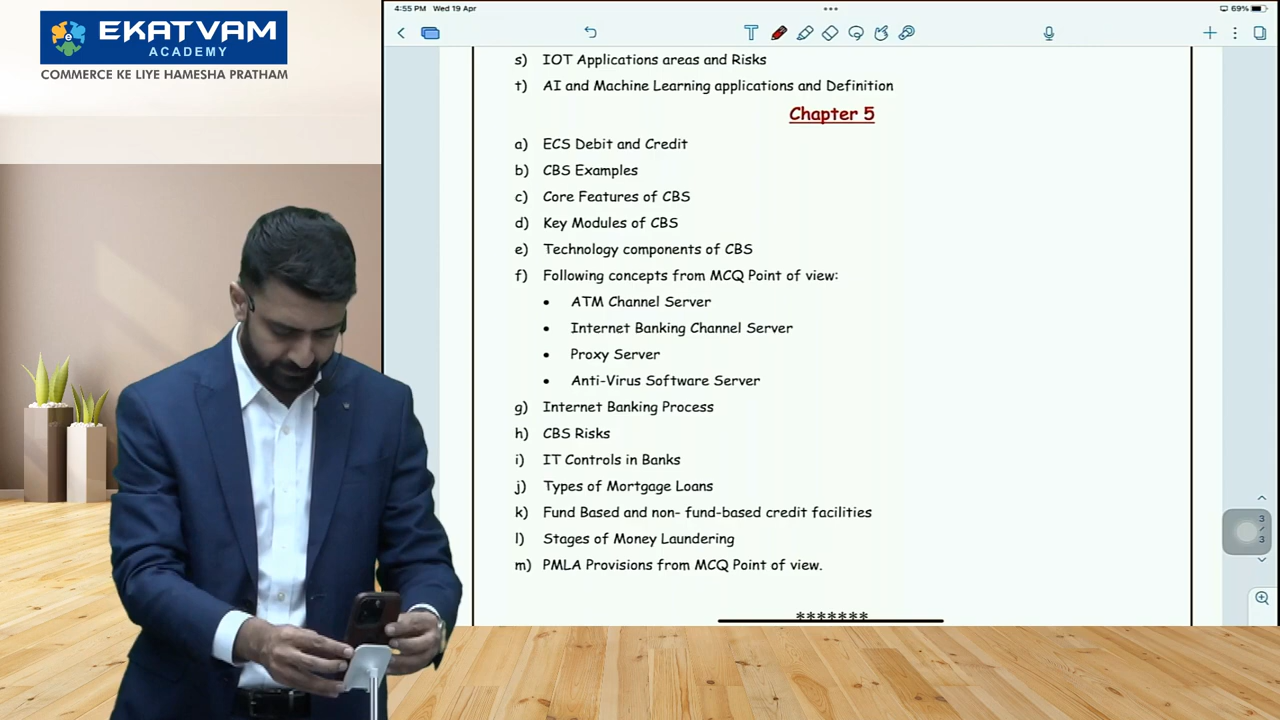 EKATVAM
ACADEMY
COMMERCE KE LIYE HAMESHA PRATHAM
4:55 PM Wed 19 Apr
69%
s) IOT Applications areas and Risks
t) AI and Machine Learning applications and Definition
Chapter 5
a) ECS Debit and Credit
b) CBS Examples
c) Core Features of CBS
d) Key Modules of CBS
e) Technology components of CBS
f) Following concepts from MCQ Point of view:
• ATM Channel Server
• Internet Banking Channel Server
• Proxy Server
• Anti-Virus Software Server
g) Internet Banking Process
h) CBS Risks
i) IT Controls in Banks
j) Types of Mortgage Loans
k) Fund Based and non- fund-based credit facilities
l) Stages of Money Laundering
m) PMLA Provisions from MCQ Point of view.
*******
3
/
3